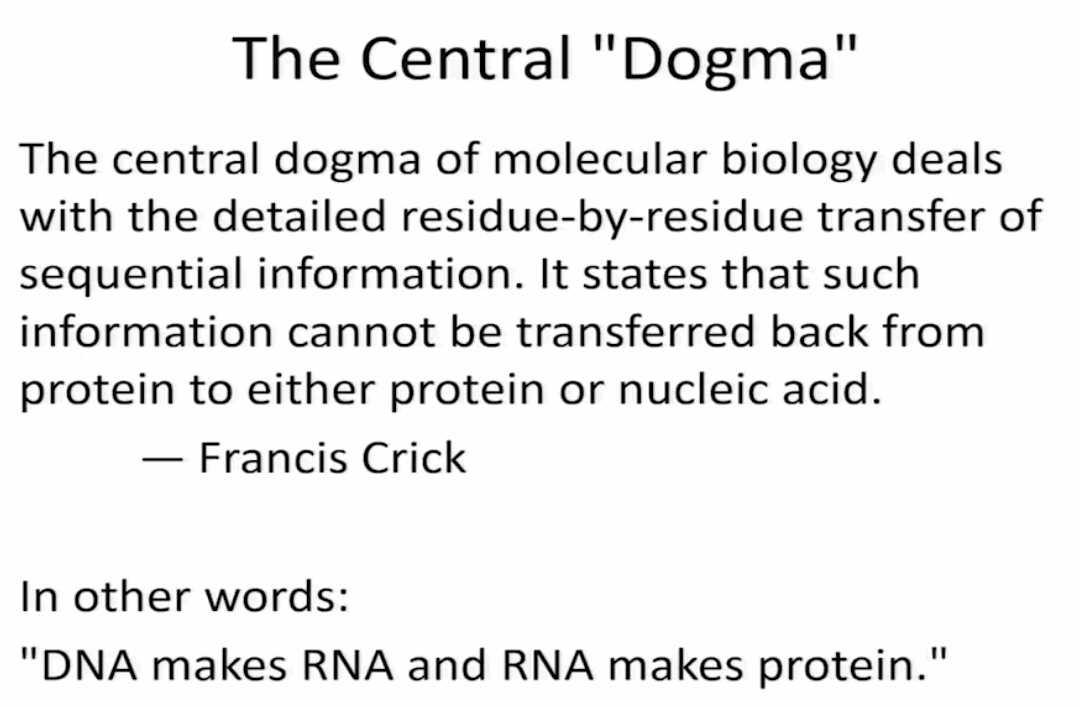 The Central "Dogma"
The central dogma of molecular biology deals
with the detailed residue-by-residue transfer of
sequential information. It states that such
information cannot be transferred back from
protein to either protein or nucleic acid.
— Francis Crick
In other words:
"DNA makes RNA and RNA makes protein."